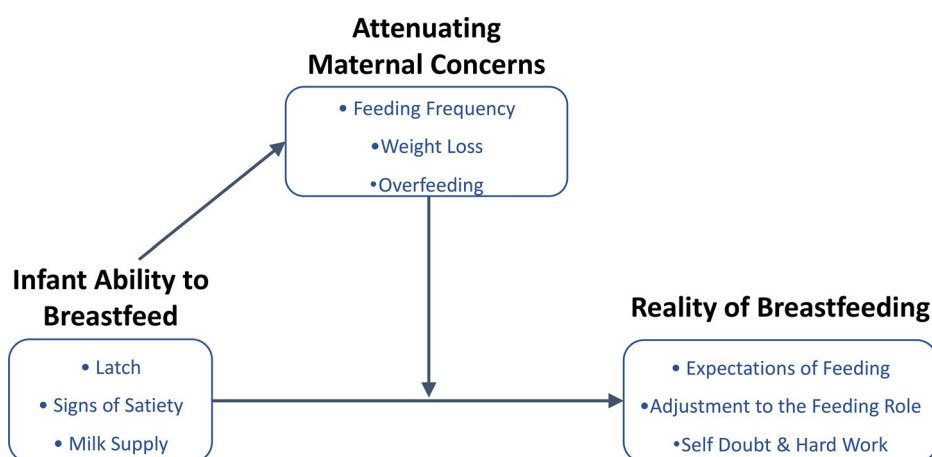 Attenuating
Maternal Concerns
• Feeding Frequency
•Weight Loss
•Overfeeding
Infant Ability to
Breastfeed
• Latch
• Signs of Satiety
• Milk Supply
Reality of Breastfeeding
• Expectations of Feeding
•Adjustment to the Feeding Role
•Self Doubt & Hard Work